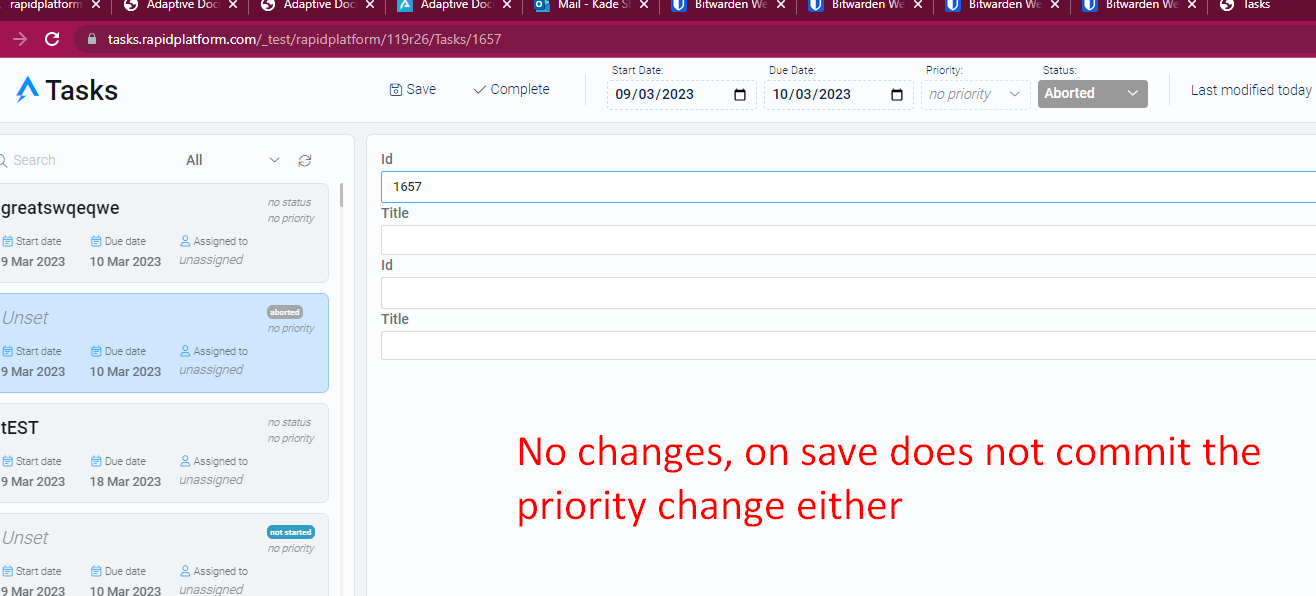 rapidplatform
Adaptive Doc
Adaptive Doc
Adaptive Doc
Mail - Kade S
Bitwarden We
Bitwarden We
Bitwarden We
Bitwarden We
Tasks
tasks.rapidplatform.com/_test/rapidplatform/119r26/Tasks/1657
Tasks
Save
Complete
Start Date:
09/03/2023
Due Date:
10/03/2023
Priority:
no priority
Status:
Aborted
Last modified today
Search
All
greatswqeqwe
no status
no priority
Start date
Due date
Assigned to
9 Mar 2023
10 Mar 2023
unassigned
Unset
aborted
no priority
Start date
Due date
Assigned to
9 Mar 2023
10 Mar 2023
unassigned
tEST
no status
no priority
Start date
Due date
Assigned to
9 Mar 2023
18 Mar 2023
unassigned
Unset
not started
no priority
Start date
Due date
Assigned to
9 Mar 2023
10 Mar 2023
unassigned
Id
1657
Title
Id
Title
No changes, on save does not commit the
priority change either